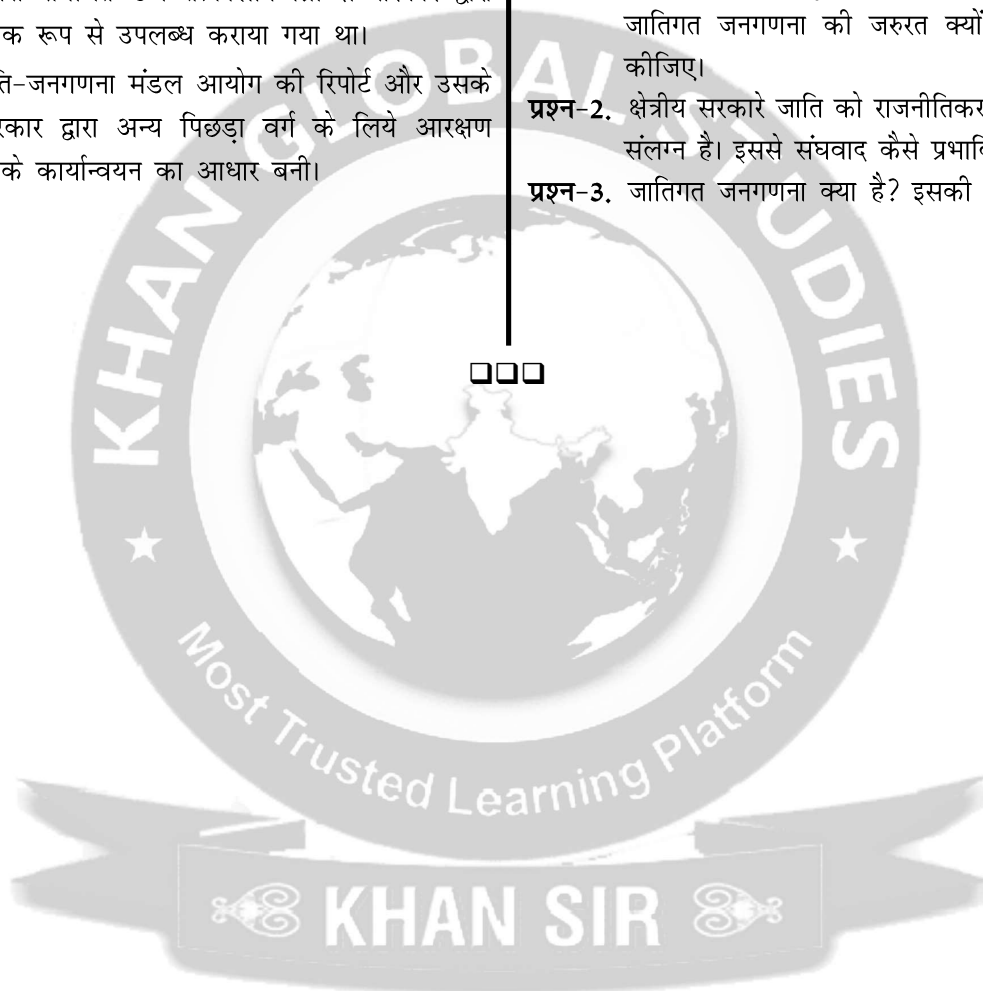 क रूप से उपलब्ध कराया गया था।
ति-जनगणना मंडल आयोग की रिपोर्ट और उसके
रकार द्वारा अन्य पिछड़ा वर्ग के लिये आरक्षण
के कार्यान्वयन का आधार बनी।
जातिगत जनगणना की जरुरत क्यों
कीजिए।
प्रश्न-2. क्षेत्रीय सरकारे जाति को राजनीतिकर
संलग्न है। इससे संघवाद कैसे प्रभावि
प्रश्न-3. जातिगत जनगणना क्या है? इसकी
KHAN GLOBAL STUDIES
Most Trusted Learning Platform
KHAN SIR